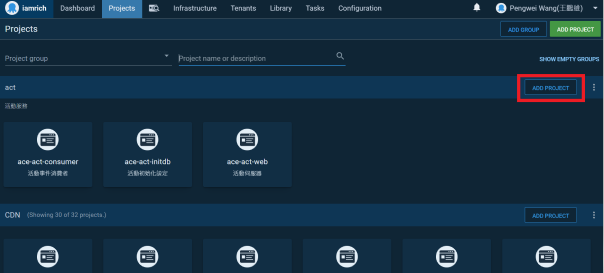 iamrich Dashboard Projects Infrastructure Tenants Library Tasks Configuration Pengwei Wang(王鵬緯)
Projects ADD GROUP ADD PROJECT
Project group Project name or description SHOW EMPTY GROUPS
act ADD PROJECT
活動服務
ace-act-consumer ace-act-initdb ace-act-web
活動事件消費者 活動初始化設定 活動伺服器
CDN (Showing 30 of 32 projects.) ADD PROJECT